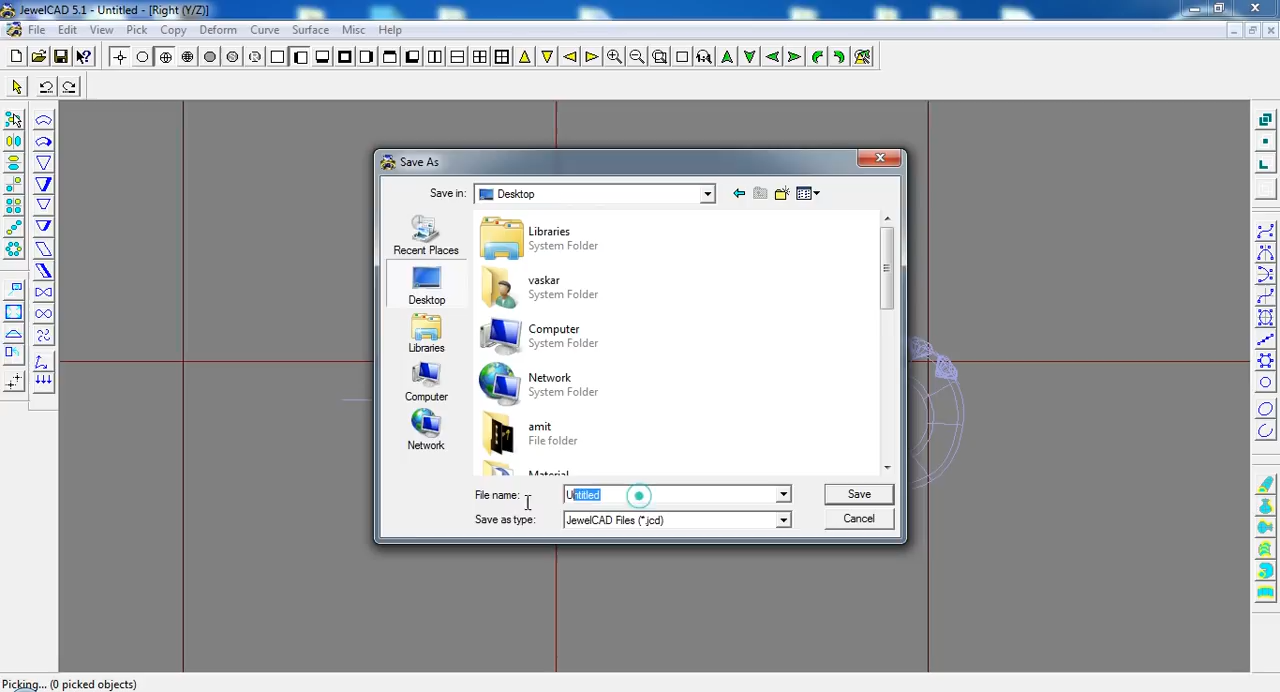 JewelCAD 5.1 - Untitled - [Right (Y/Z)]
File Edit View Pick Copy Deform Curve Surface Misc Help
Save As
Save in: Desktop
Recent Places
Desktop
Libraries
Computer
Network
Libraries
System Folder
vaskar
System Folder
Computer
System Folder
Network
System Folder
amit
File folder
Material
File name: Untitled
Save
Save as type: JewelCAD Files (*.jcd)
Cancel
Picking... (0 picked objects)